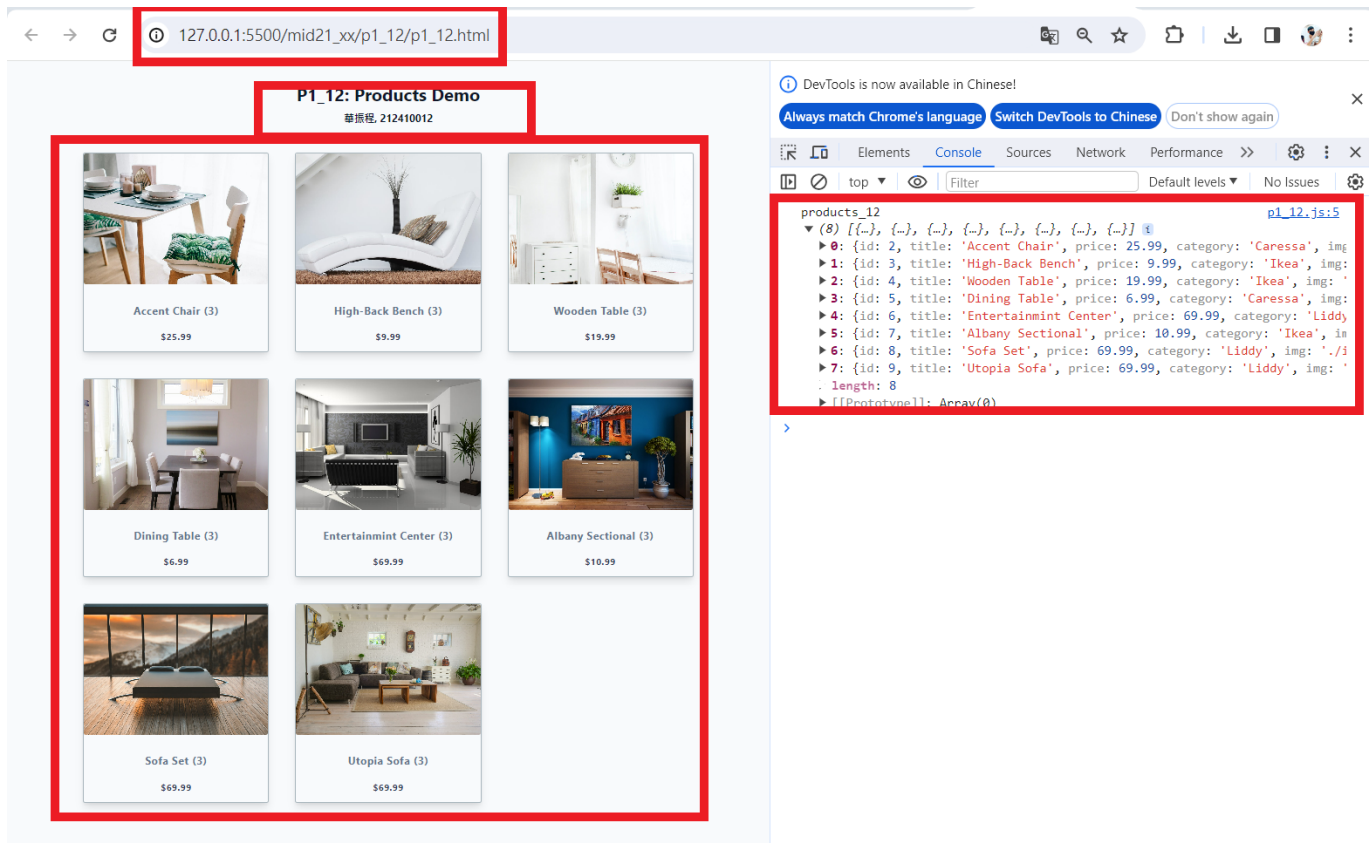 127.0.0.1:5500/mid21_xx/p1_12/p1_12.html
P1_12: Products Demo
華振程, 212410012
Accent Chair (3)
$25.99
High-Back Bench (3)
$9.99
Wooden Table (3)
$19.99
Dining Table (3)
$6.99
Entertainmint Center (3)
$69.99
Albany Sectional (3)
$10.99
Sofa Set (3)
$69.99
Utopia Sofa (3)
$69.99
DevTools is now available in Chinese!
Always match Chrome's language Switch DevTools to Chinese Don't show again
Elements Console Sources Network Performance
top Filter Default levels No Issues
products_12 p1_12.js:5
(8) [{…}, {…}, {…}, {…}, {…}, {…}, {…}, {…}]
0: {id: 2, title: 'Accent Chair', price: 25.99, category: 'Caressa', img
1: {id: 3, title: 'High-Back Bench', price: 9.99, category: 'Ikea', img:
2: {id: 4, title: 'Wooden Table', price: 19.99, category: 'Ikea', img: '
3: {id: 5, title: 'Dining Table', price: 6.99, category: 'Caressa', img:
4: {id: 6, title: 'Entertainmint Center', price: 69.99, category: 'Liddy
5: {id: 7, title: 'Albany Sectional', price: 10.99, category: 'Ikea', im
6: {id: 8, title: 'Sofa Set', price: 69.99, category: 'Liddy', img: './i
7: {id: 9, title: 'Utopia Sofa', price: 69.99, category: 'Liddy', img: '
length: 8
[[Prototype]]: Array(0)